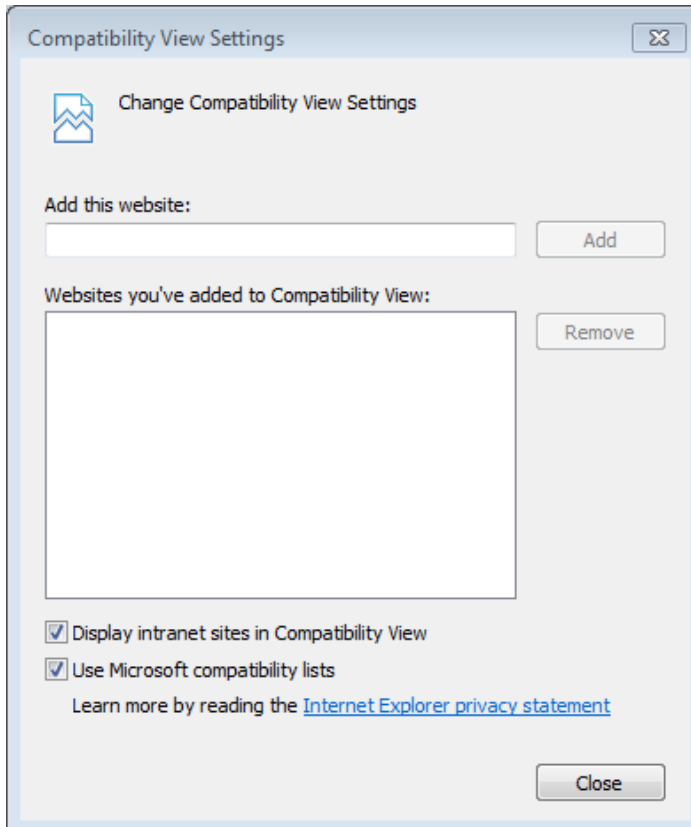 Compatibility View Settings
Change Compatibility View Settings
Add this website:
Add
Websites you've added to Compatibility View:
Remove
Display intranet sites in Compatibility View
Use Microsoft compatibility lists
Learn more by reading the Internet Explorer privacy statement
Close